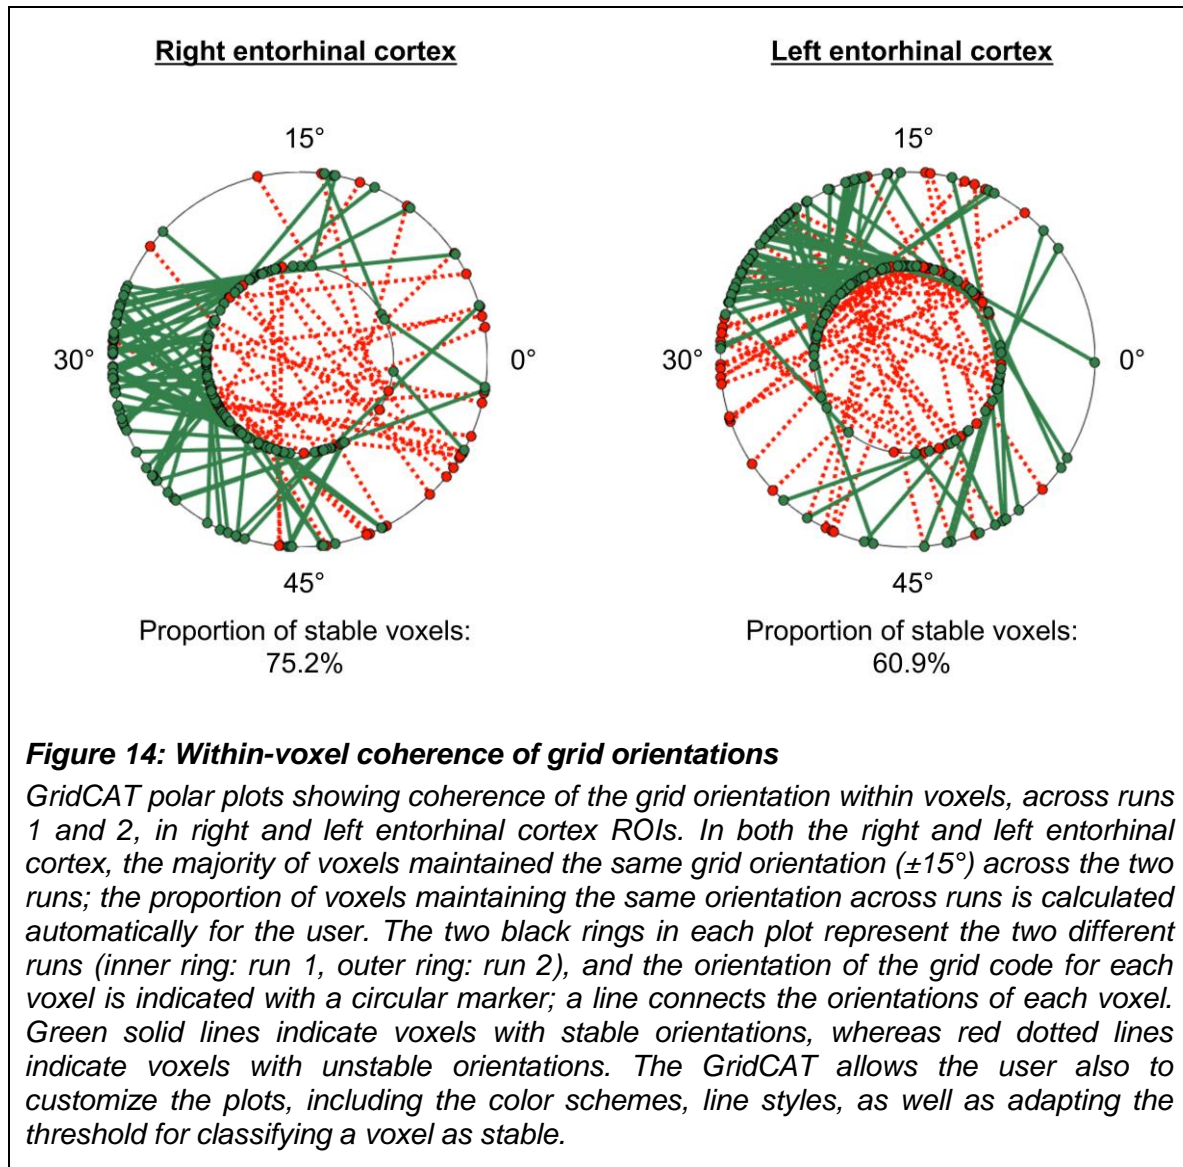 Right entorhinal cortex
15°
30°
0°
45°
Proportion of stable voxels:
75.2%
Left entorhinal cortex
15°
30°
0°
45°
Proportion of stable voxels:
60.9%
Figure 14: Within-voxel coherence of grid orientations
GridCAT polar plots showing coherence of the grid orientation within voxels, across runs
1 and 2, in right and left entorhinal cortex ROIs. In both the right and left entorhinal
cortex, the majority of voxels maintained the same grid orientation (±15°) across the two
runs; the proportion of voxels maintaining the same orientation across runs is calculated
automatically for the user. The two black rings in each plot represent the two different
runs (inner ring: run 1, outer ring: run 2), and the orientation of the grid code for each
voxel is indicated with a circular marker; a line connects the orientations of each voxel.
Green solid lines indicate voxels with stable orientations, whereas red dotted lines
indicate voxels with unstable orientations. The GridCAT allows the user also to
customize the plots, including the color schemes, line styles, as well as adapting the
threshold for classifying a voxel as stable.